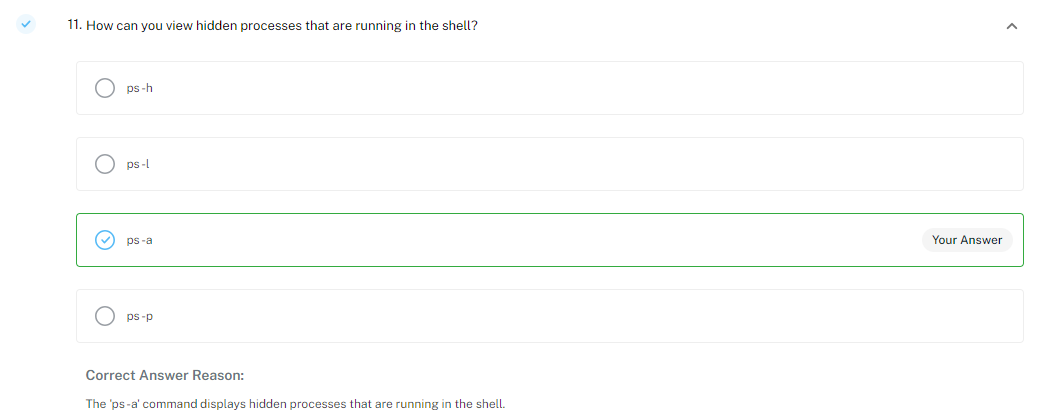 11. How can you view hidden processes that are running in the shell?
ps -h
ps -l
ps -a
Your Answer
ps -p
Correct Answer Reason:
The 'ps -a' command displays hidden processes that are running in the shell.